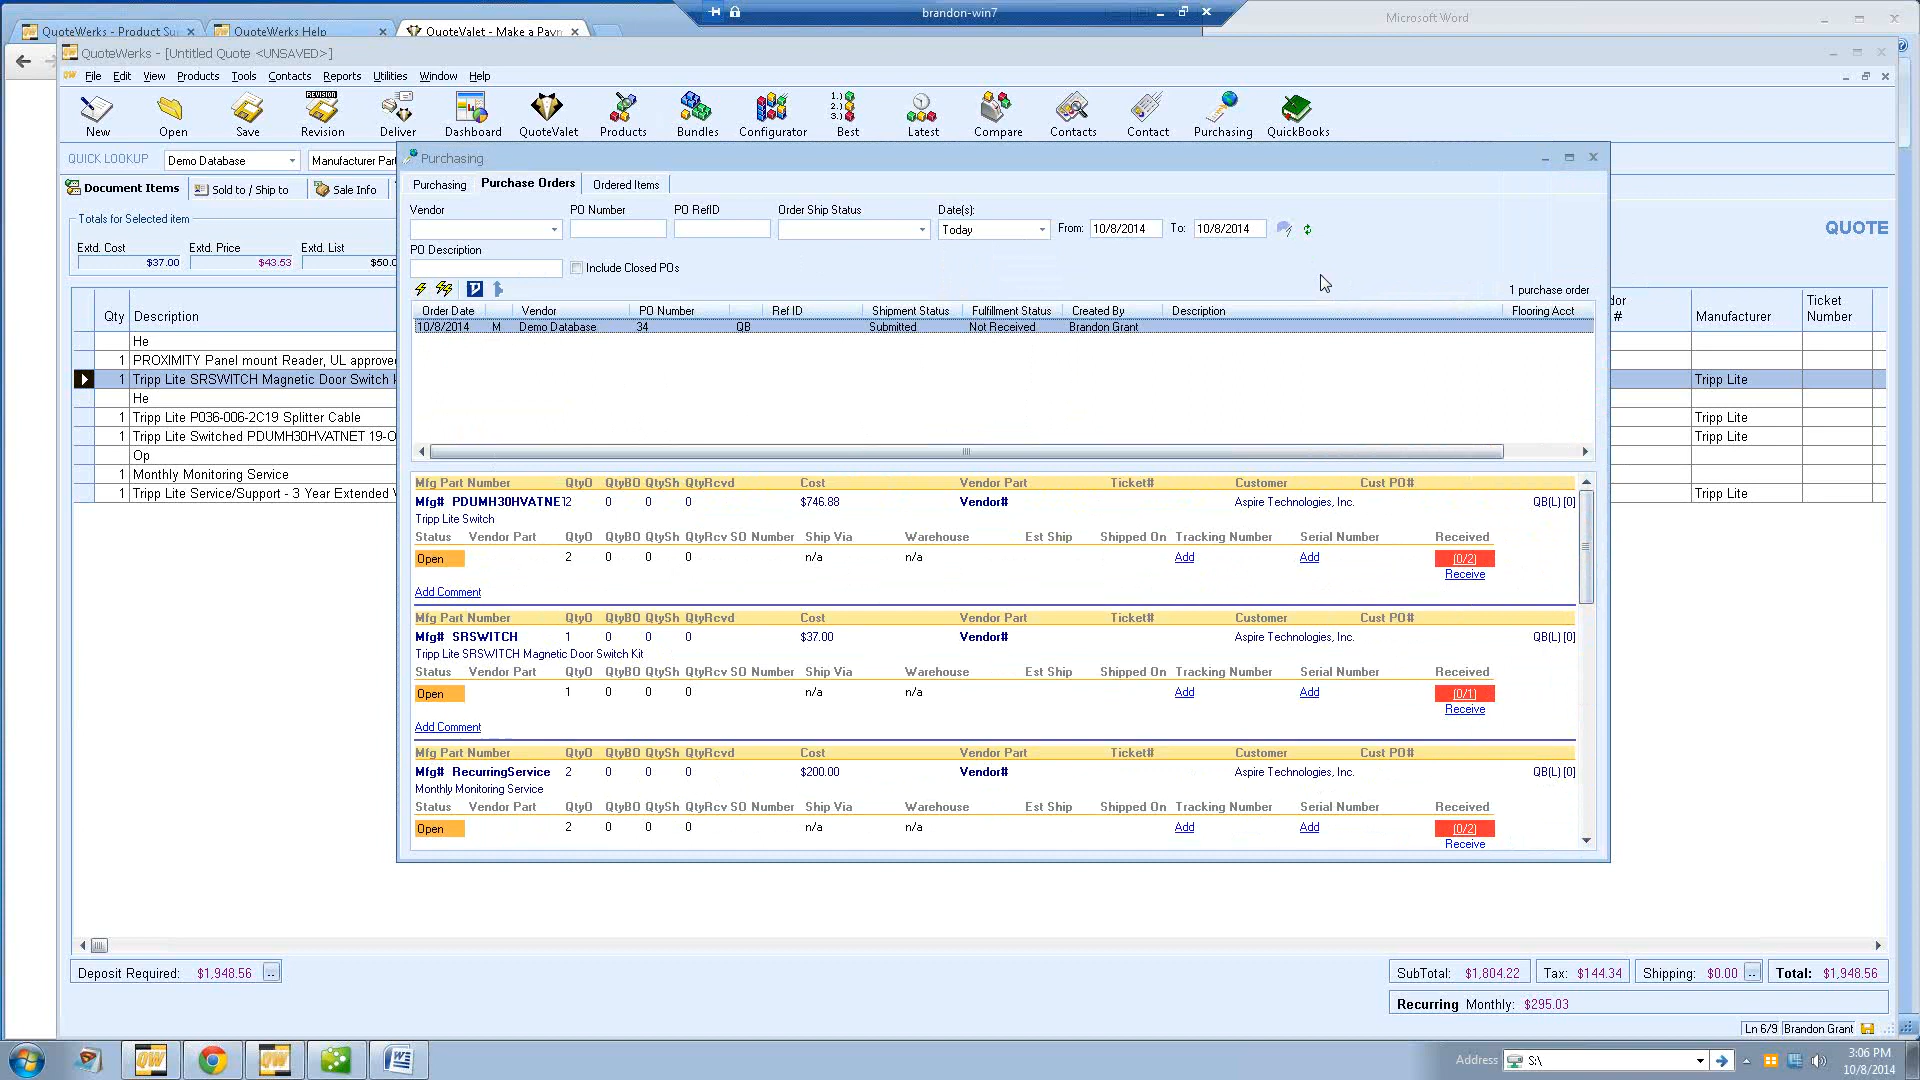 brandon-win7
Microsoft Word
QuoteWerks - Product Su
QuoteWerks Help
QuoteValet - Make a Payn
QuoteWerks - [Untitled Quote <UNSAVED>]
File Edit View Products Tools Contacts Reports Utilities Window Help
REVISION
New Open Save Revision Deliver Dashboard QuoteValet Products Bundles Configurator Best Latest Compare Contacts Contact Purchasing QuickBooks
QUICK LOOKUP Demo Database Manufacturer Part
Purchasing
Document Items Sold to / Ship to Sale Info
Purchasing Purchase Orders Ordered Items
Totals for Selected item
Vendor PO Number PO RefID Order Ship Status Date(s):
Today From: 10/8/2014 To: 10/8/2014
QUOTE
Extd. Cost Extd. Price Extd. List
$37.00 $43.53 $50.0
PO Description
Include Closed POs
1 purchase order
Order Date Vendor PO Number Ref ID Shipment Status Fulfillment Status Created By Description Flooring Acct
10/8/2014 M Demo Database 34 QB Submitted Not Received Brandon Grant
Qty Description
dor # Manufacturer Ticket Number
He
1 PROXIMITY Panel mount Reader, UL approve
1 Tripp Lite SRSWITCH Magnetic Door Switch k Tripp Lite
He
1 Tripp Lite P036-006-2C19 Splitter Cable Tripp Lite
1 Tripp Lite Switched PDUMH30HVATNET 19-O Tripp Lite
Op
1 Monthly Monitoring Service
1 Tripp Lite Service/Support - 3 Year Extended Tripp Lite
Mfg Part Number QtyO QtyBO QtySh QtyRcvd Cost Vendor Part Ticket# Customer Cust PO#
Mfg# PDUMH30HVATNE 12 0 0 0 $746.88 Vendor# Aspire Technologies, Inc. QB(L) [0]
Tripp Lite Switch
Status Vendor Part QtyO QtyBO QtySh QtyRcv SO Number Ship Via Warehouse Est Ship Shipped On Tracking Number Serial Number Received
Open 2 0 0 0 n/a n/a Add Add (0/2)
Receive
Add Comment
Mfg Part Number QtyO QtyBO QtySh QtyRcvd Cost Vendor Part Ticket# Customer Cust PO#
Mfg# SRSWITCH 1 0 0 0 $37.00 Vendor# Aspire Technologies, Inc. QB(L) [0]
Tripp Lite SRSWITCH Magnetic Door Switch Kit
Status Vendor Part QtyO QtyBO QtySh QtyRcv SO Number Ship Via Warehouse Est Ship Shipped On Tracking Number Serial Number Received
Open 1 0 0 0 n/a n/a Add Add (0/1)
Receive
Add Comment
Mfg Part Number QtyO QtyBO QtySh QtyRcvd Cost Vendor Part Ticket# Customer Cust PO#
Mfg# RecurringService 2 0 0 0 $200.00 Vendor# Aspire Technologies, Inc. QB(L) [0]
Monthly Monitoring Service
Status Vendor Part QtyO QtyBO QtySh QtyRcv SO Number Ship Via Warehouse Est Ship Shipped On Tracking Number Serial Number Received
Open 2 0 0 0 n/a n/a Add Add (0/2)
Receive
Deposit Required: $1,948.56 ...
SubTotal: $1,804.22 Tax: $144.34 Shipping: $0.00 ... Total: $1,948.56
Recurring Monthly: $295.03
Ln 6/9 Brandon Grant
Address S:\
3:06 PM
10/8/2014